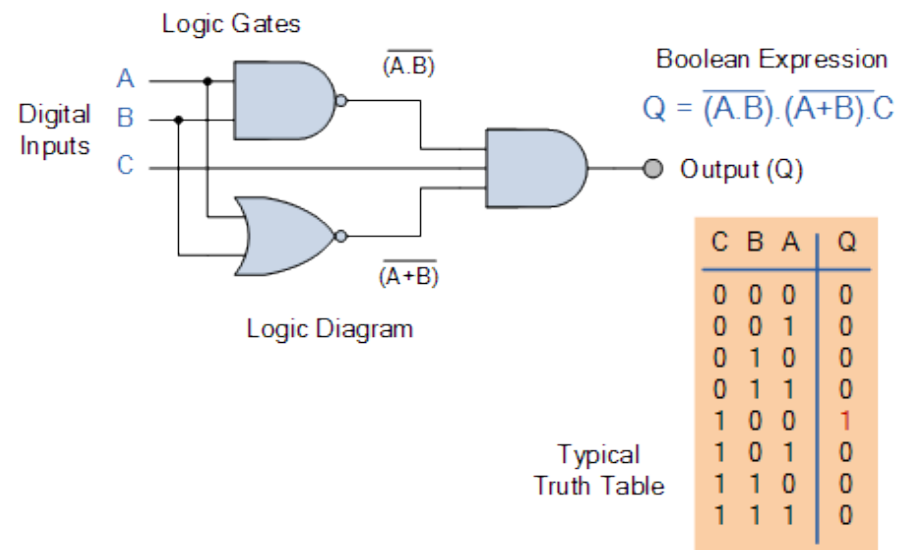 Logic Gates
A
B
C
Digital
Inputs
(A̅.̅B̅)
(A̅+̅B̅)
Logic Diagram
Boolean Expression
Q = (A̅.̅B̅).(A̅+̅B̅).C
Output (Q)
C B A Q
0 0 0 0
0 0 1 0
0 1 0 0
0 1 1 0
1 0 0 1
1 0 1 0
1 1 0 0
1 1 1 0
Typical
Truth Table